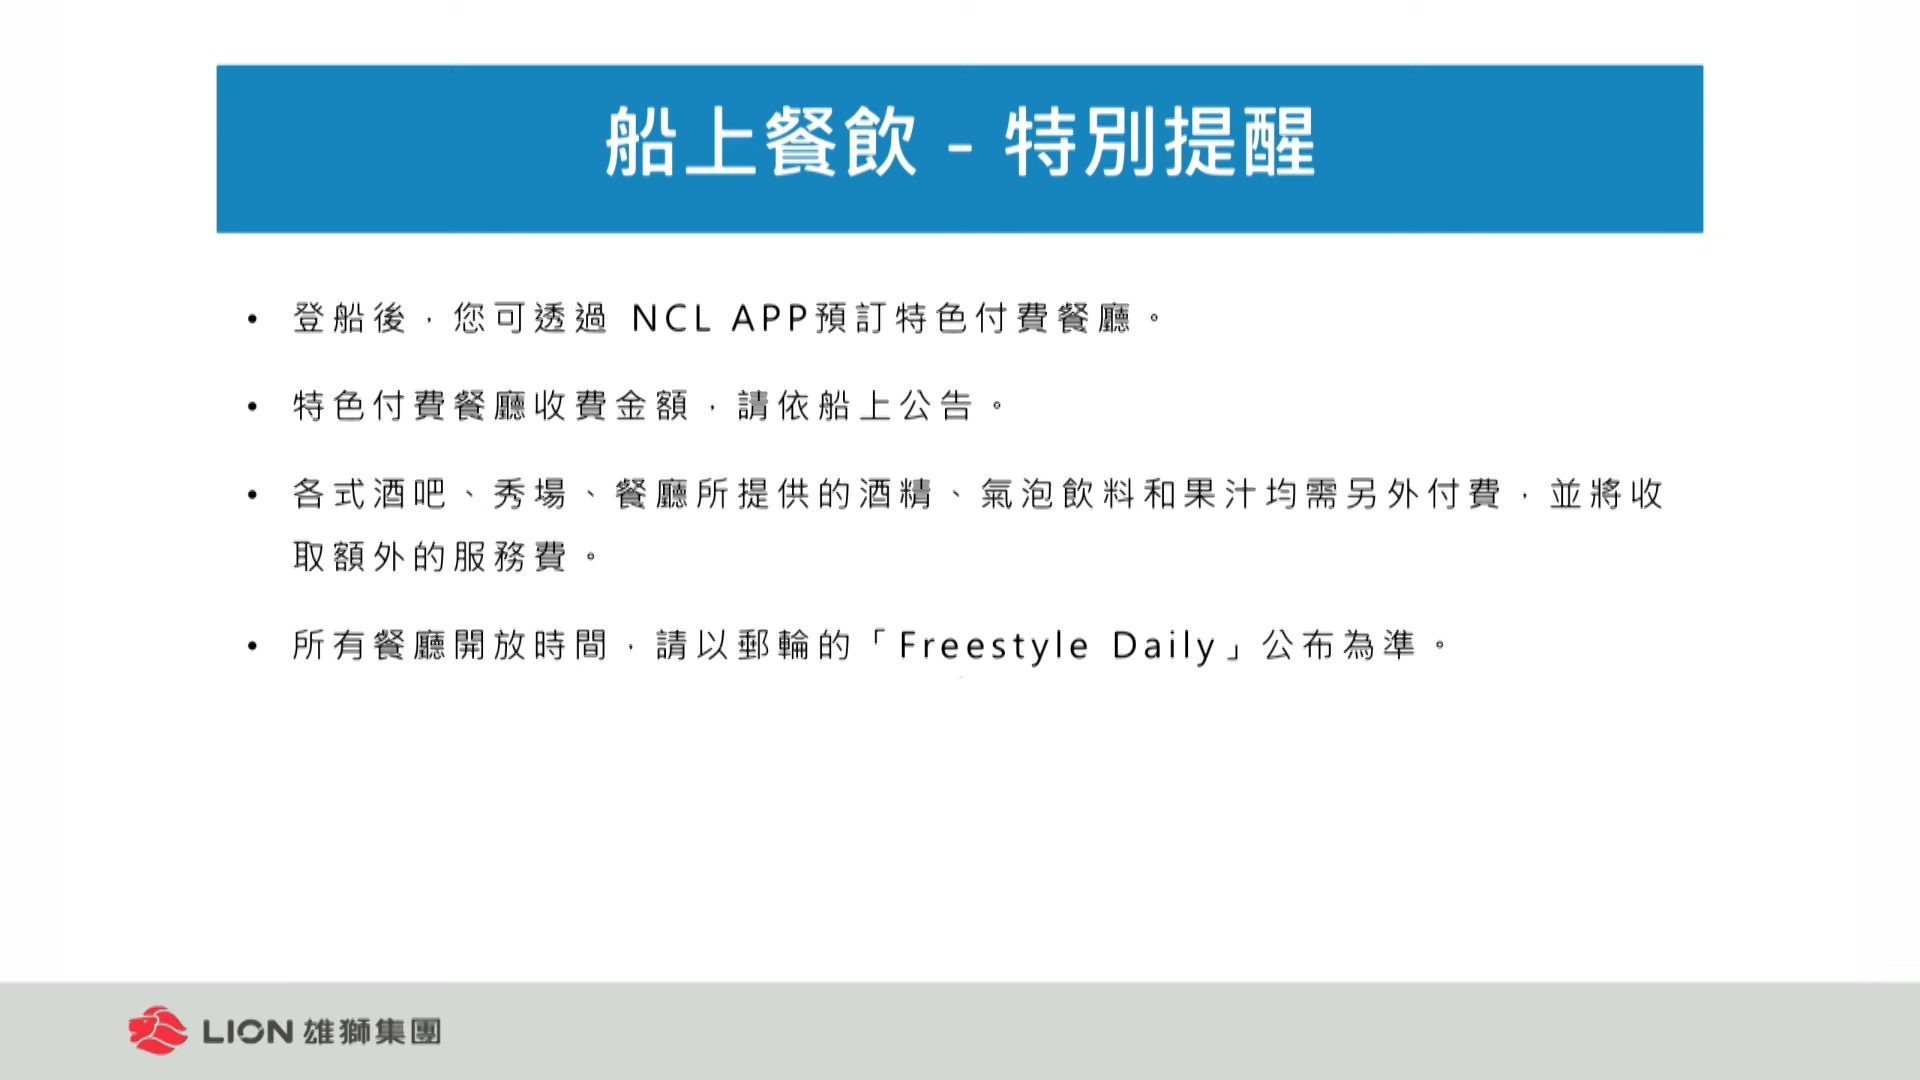 船上餐飲 - 特別提醒
• 登船後，您可透過 NCL APP預訂特色付費餐廳。
• 特色付費餐廳收費金額，請依船上公告。
• 各式酒吧、秀場、餐廳所提供的酒精、氣泡飲料和果汁均需另外付費，並將收
取額外的服務費。
• 所有餐廳開放時間，請以郵輪的「Freestyle Daily」公布為準。
LION 雄獅集團